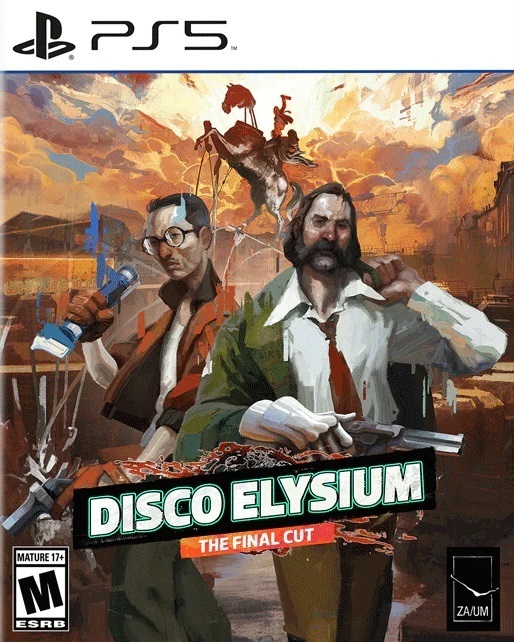 PS5
DISCO ELYSIUM
THE FINAL CUT
MATURE 17+
M
ESRB
ZA/UM